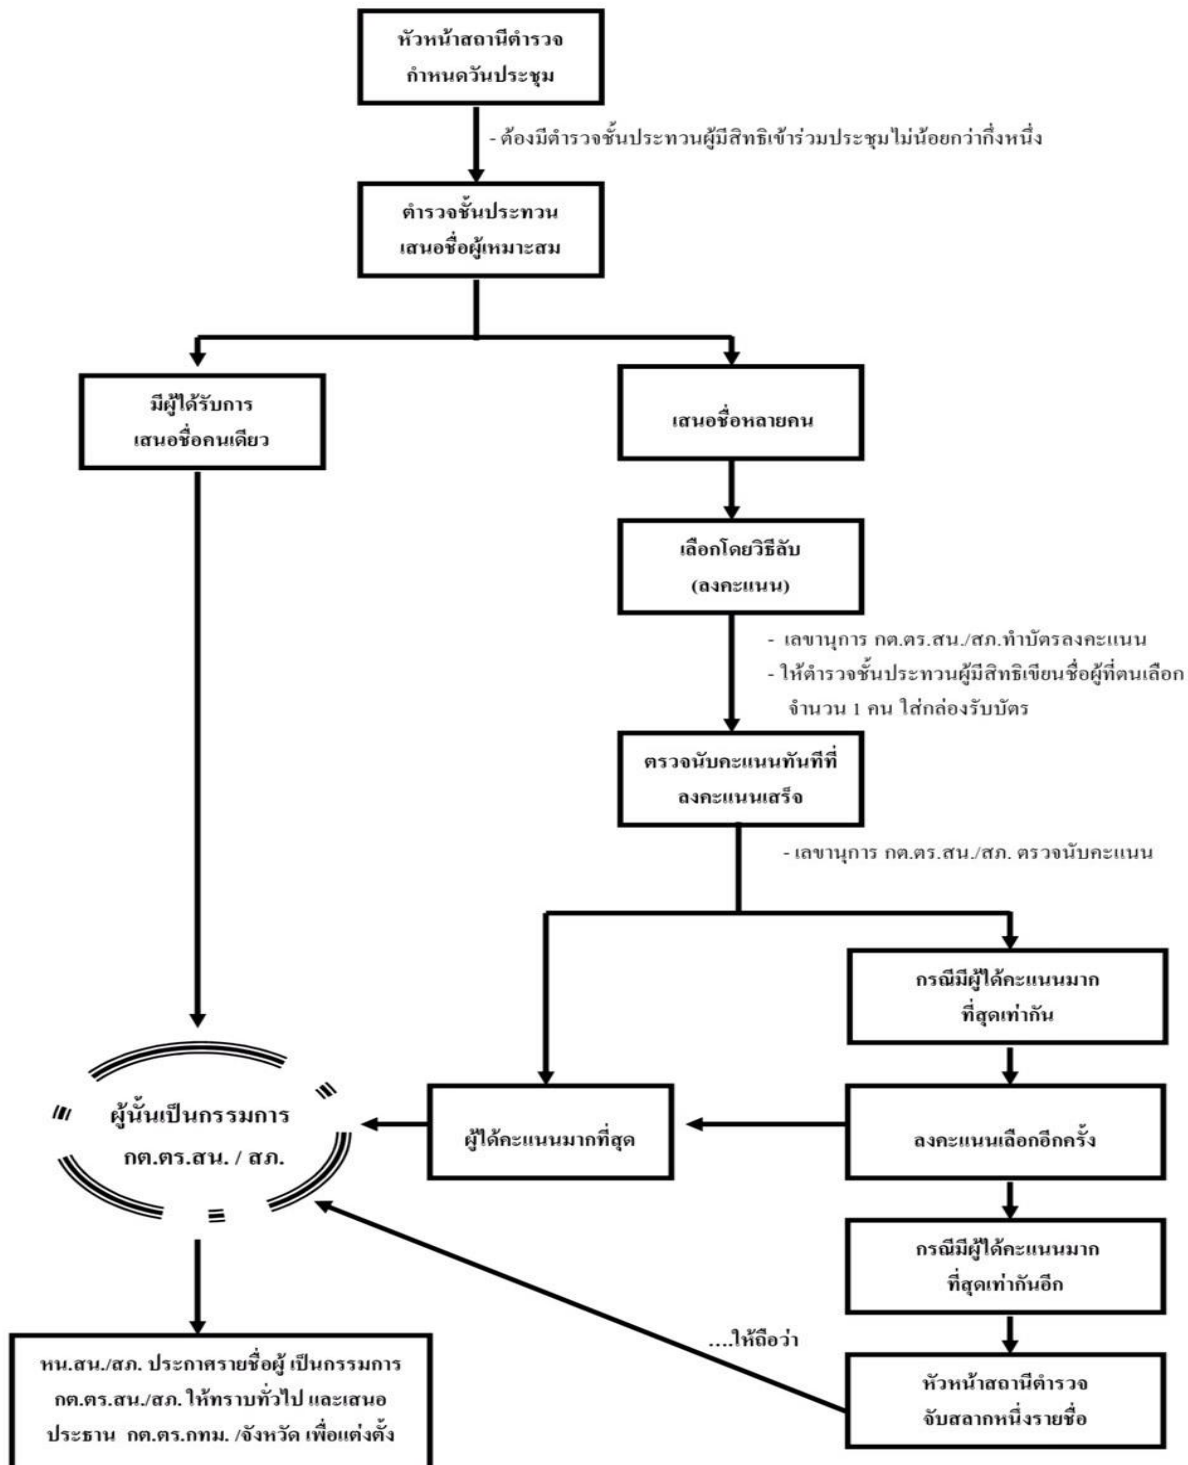 หัวหน้าสถานีตำรวจ
กำหนดวันประชุม
- ต้องมีตำรวจชั้นประทวนผู้มีสิทธิเข้าร่วมประชุมไม่น้อยกว่ากึ่งหนึ่ง
ตำรวจชั้นประทวน
เสนอชื่อผู้เหมาะสม
มีผู้ได้รับการ
เสนอชื่อคนเดียว
เสนอชื่อหลายคน
เลือกโดยวิธีลับ
(ลงคะแนน)
- เลขานุการ กต.ตร.สน./สภ.ทำบัตรลงคะแนน
- ให้ตำรวจชั้นประทวนผู้มีสิทธิเขียนชื่อผู้ที่ตนเลือก
จำนวน 1 คน ใส่กล่องรับบัตร
ตรวจนับคะแนนทันทีที่
ลงคะแนนเสร็จ
- เลขานุการ กต.ตร.สน./สภ. ตรวจนับคะแนน
กรณีมีผู้ได้คะแนนมาก
ที่สุดเท่ากัน
ผู้นั้นเป็นกรรมการ
กต.ตร.สน. / สภ.
ผู้ได้คะแนนมากที่สุด
ลงคะแนนเลือกอีกครั้ง
กรณีมีผู้ได้คะแนนมาก
ที่สุดเท่ากันอีก
....ให้ถือว่า
หัวหน้าสถานีตำรวจ
จับสลากหนึ่งรายชื่อ
หน.สน./สภ. ประกาศรายชื่อผู้ เป็นกรรมการ
กต.ตร.สน./สภ. ให้ทราบทั่วไป และเสนอ
ประธาน กต.ตร.กทม. /จังหวัด เพื่อแต่งตั้ง